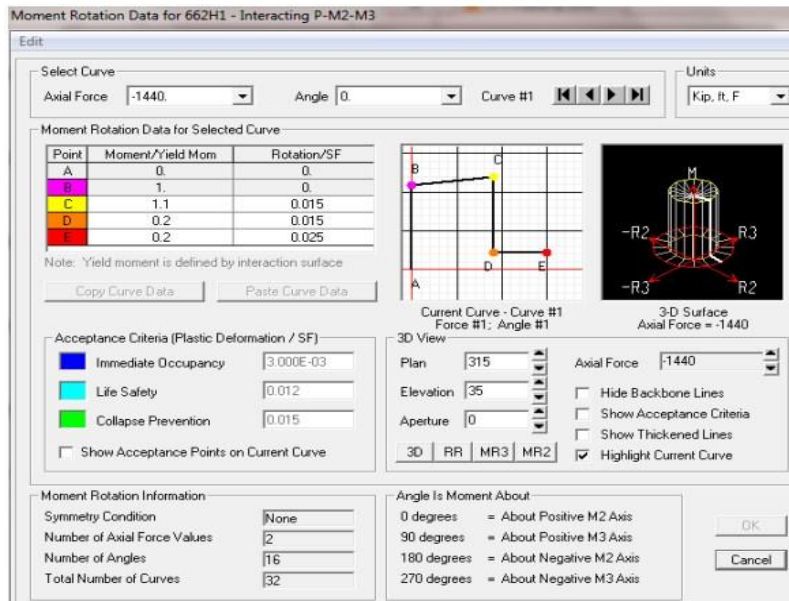 Moment Rotation Data for 662H1 - Interacting P-M2-M3
Edit
Select Curve
Axial Force -1440. Angle 0. Curve #1
Units
Kip, ft, F
Moment Rotation Data for Selected Curve
Point Moment/Yield Mom Rotation/SF
A 0. 0.
B 1. 0.
C 1.1 0.015
D 0.2 0.015
E 0.2 0.025
Note: Yield moment is defined by interaction surface
Copy Curve Data Paste Curve Data
B C
D E
A
Current Curve - Curve #1
Force #1; Angle #1
M
-R2 R3
-R3 R2
3-D Surface
Axial Force = -1440
Acceptance Criteria (Plastic Deformation / SF)
Immediate Occupancy 3.000E-03
Life Safety 0.012
Collapse Prevention 0.015
Show Acceptance Points on Current Curve
3D View
Plan 315
Elevation 35
Aperture 0
3D RR MR3 MR2
Axial Force -1440
Hide Backbone Lines
Show Acceptance Criteria
Show Thickened Lines
Highlight Current Curve
Moment Rotation Information
Symmetry Condition None
Number of Axial Force Values 2
Number of Angles 16
Total Number of Curves 32
Angle Is Moment About
0 degrees = About Positive M2 Axis
90 degrees = About Positive M3 Axis
180 degrees = About Negative M2 Axis
270 degrees = About Negative M3 Axis
OK
Cancel